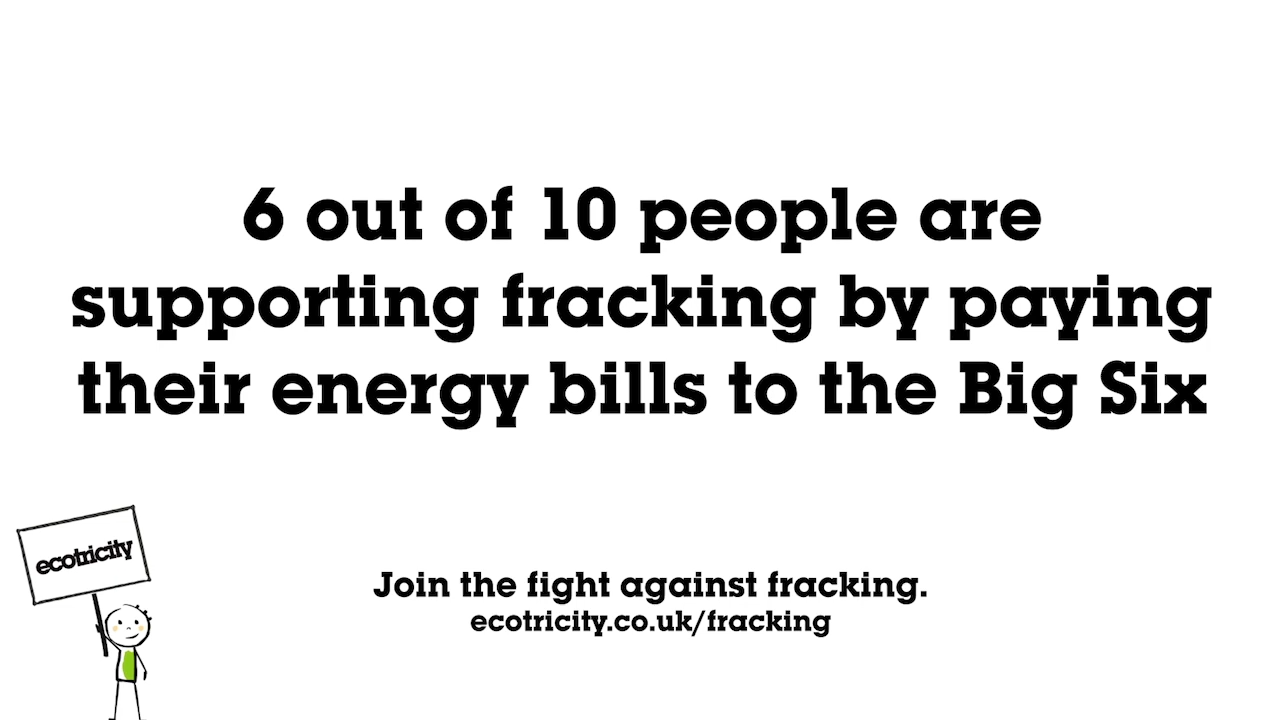 6 out of 10 people are
supporting fracking by paying
their energy bills to the Big Six
ecotricity
Join the fight against fracking.
ecotricity.co.uk/fracking